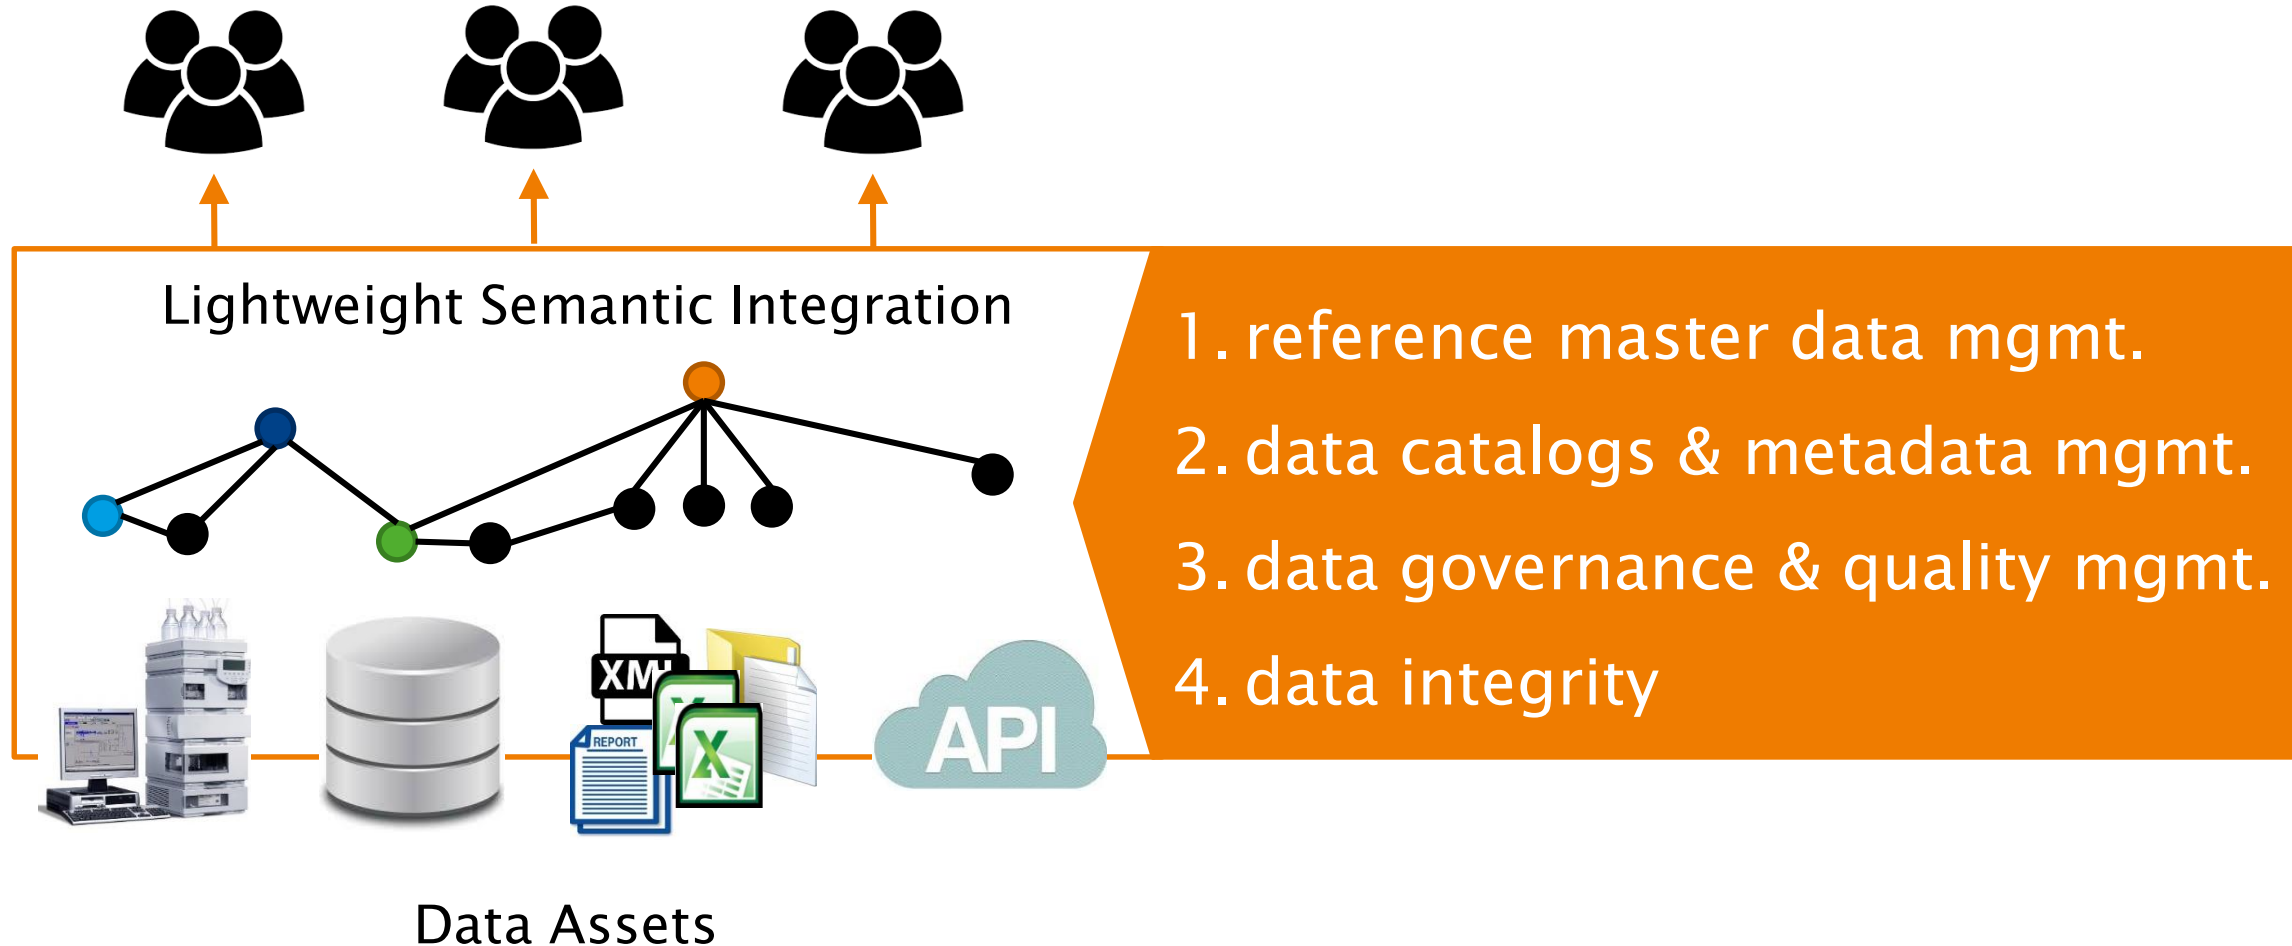 Lightweight Semantic Integration
1. reference master data mgmt.
2. data catalogs & metadata mgmt.
3. data governance & quality mgmt.
4. data integrity
XML
REPORT
X
X
API
Data Assets